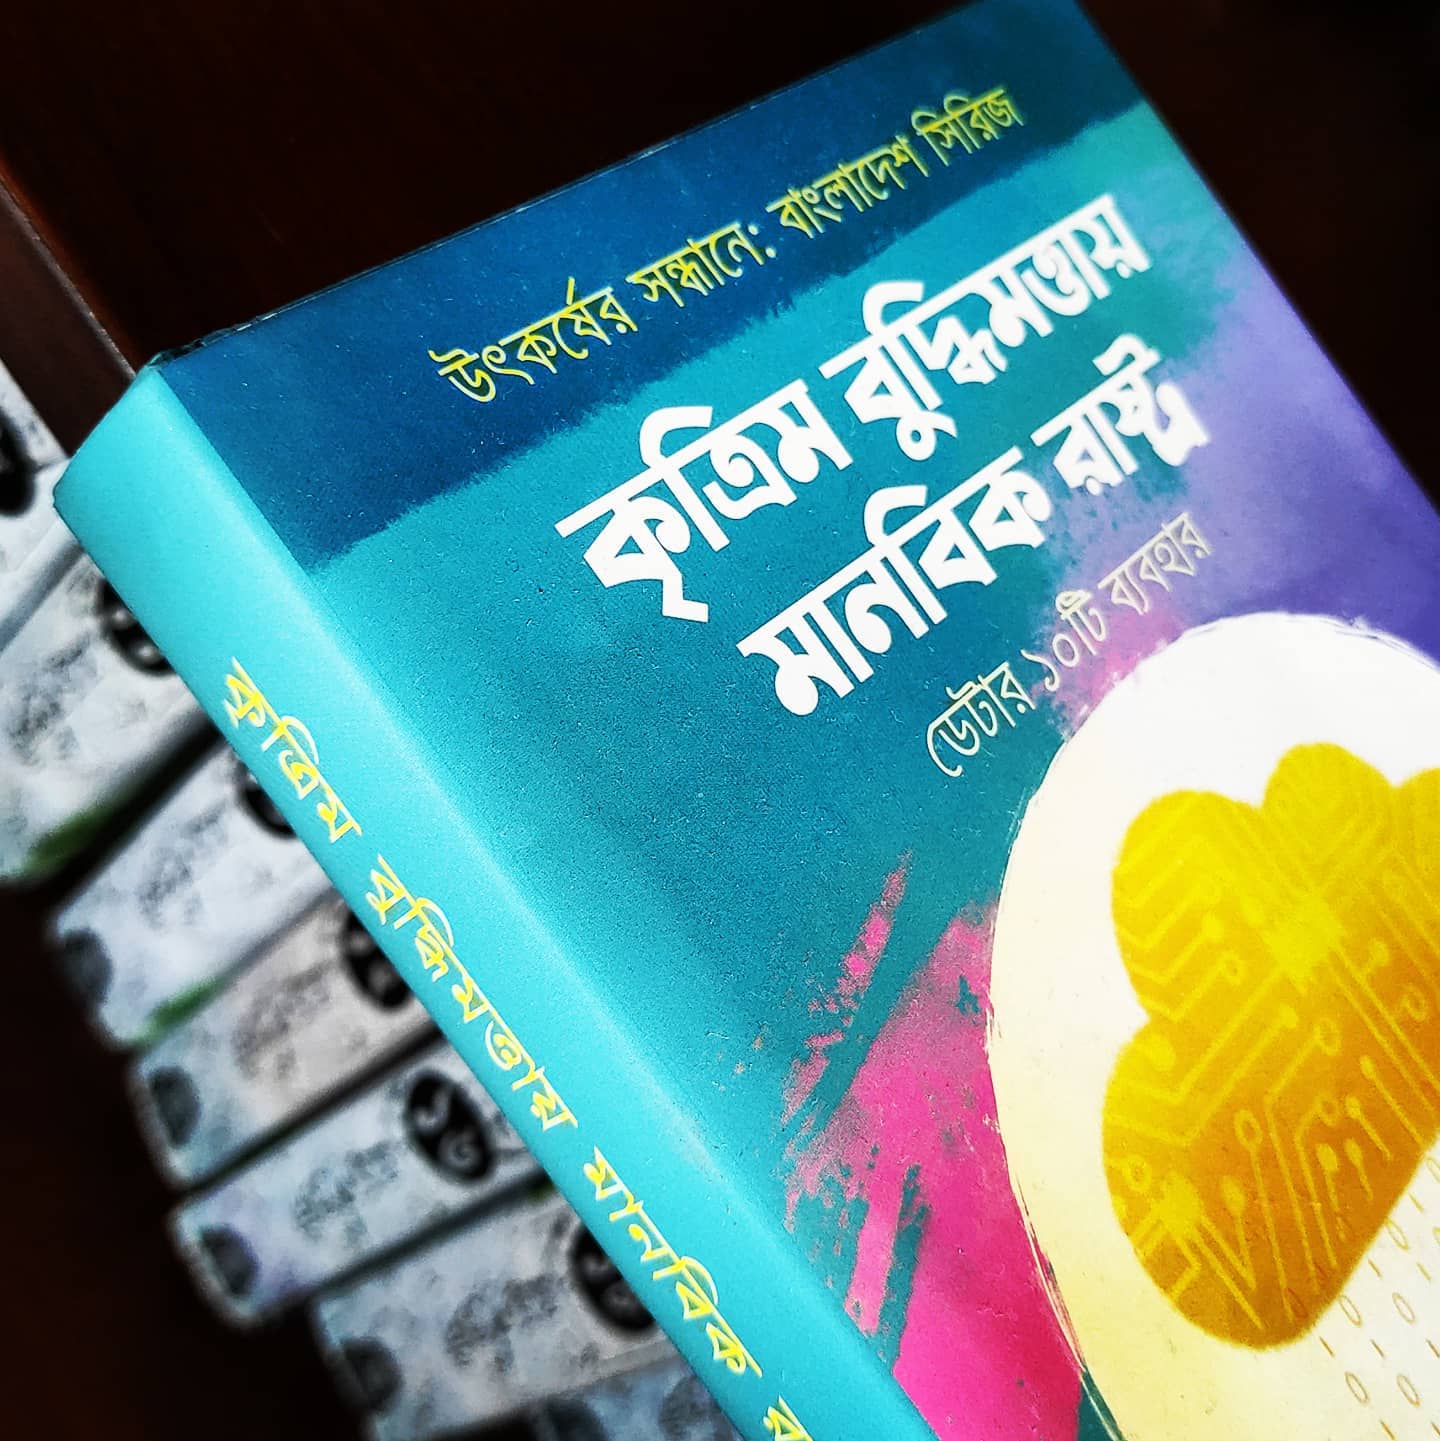 উৎকর্ষের সন্ধানে: বাংলাদেশ সিরিজ
কৃত্রিম বুদ্ধিমত্তায়
মানবিক রাষ্ট্র
ডেটার ১০টি ব্যবহার
কৃত্রিম বুদ্ধিমত্তায় মানবিক